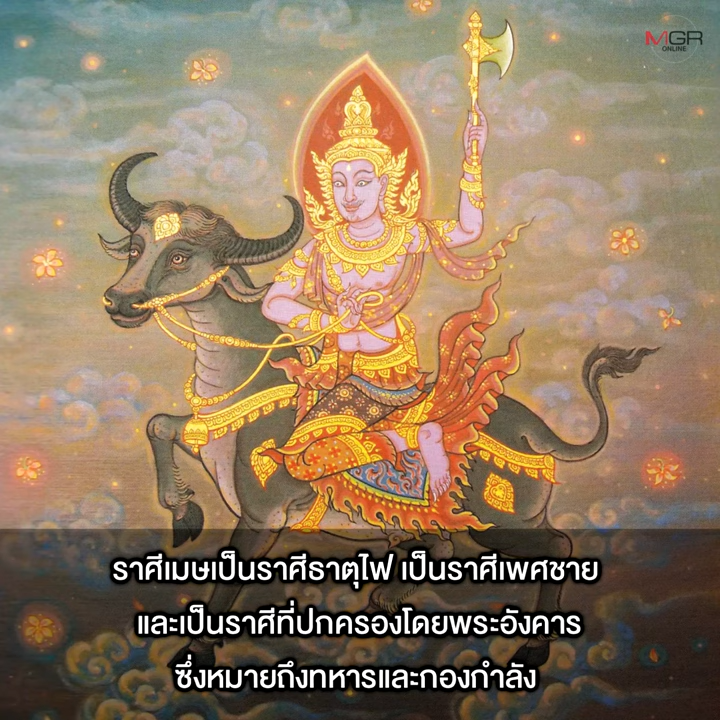 MGR
ONLINE
ราศีเมษเป็นราศีธาตุไฟ เป็นราศีเพศชาย
และเป็นราศีที่ปกครองโดยพระอังคาร
ซึ่งหมายถึงทหารและกองกำลัง